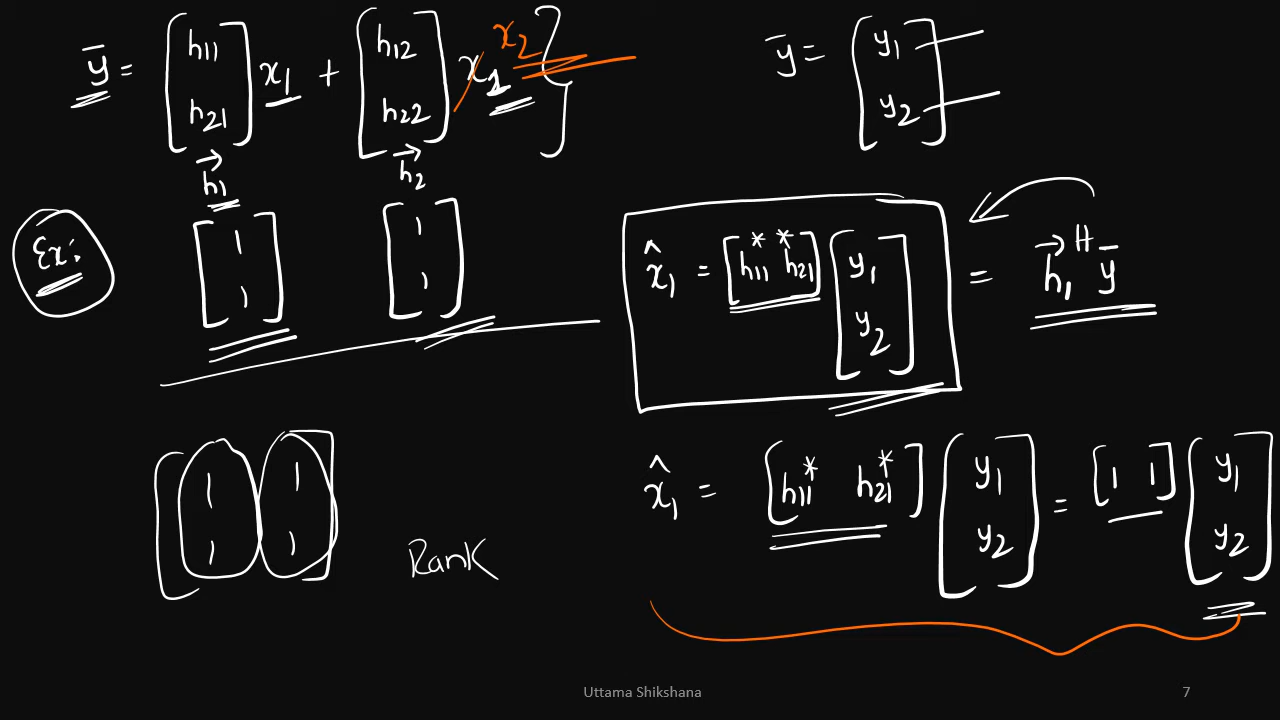 ȳ = [h11 h21] x1 + [h12 h22] x1 x2
ȳ = [y1 y2]
h1→ h2→
Ex: [1 1] [1 1]
x̂1 = [h11* h21*] [y1 y2] = h1→^H ȳ
[1 1 1 1] Rank
x̂1 = [h11* h21*] [y1 y2] = [1 1] [y1 y2]
Uttama Shikshana 7